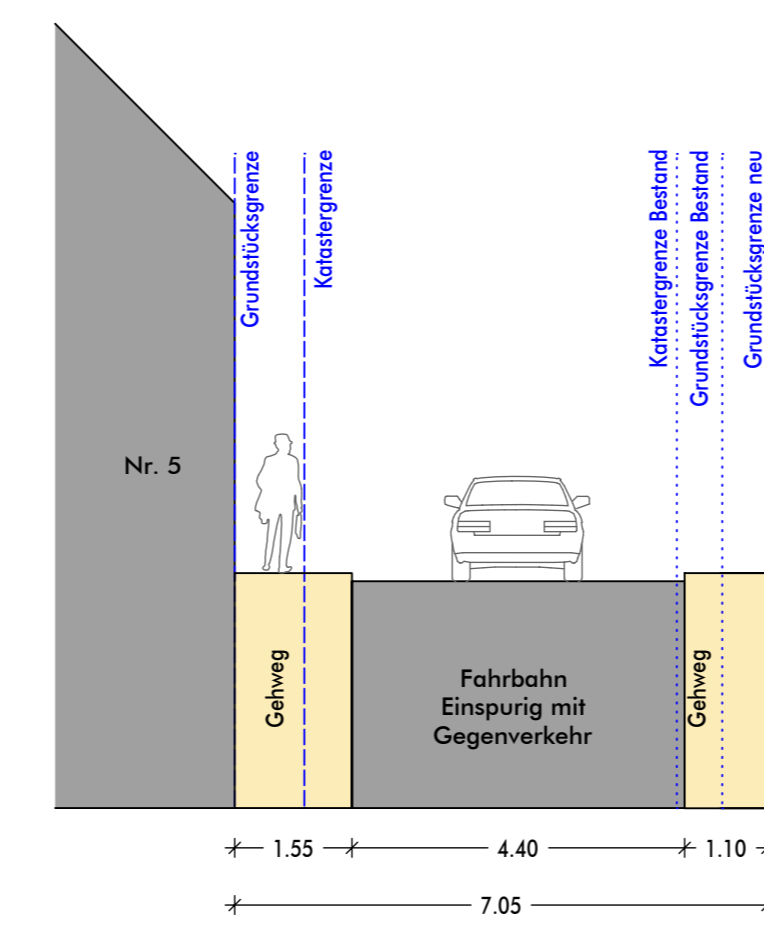 Grundstücksgrenze
Katastergrenze
Katastergrenze Bestand
Grundstücksgrenze Bestand
Grundstücksgrenze neu
Nr. 5
Gehweg
Fahrbahn
Einspurig mit
Gegenverkehr
Gehweg
1.55
4.40
1.10
7.05